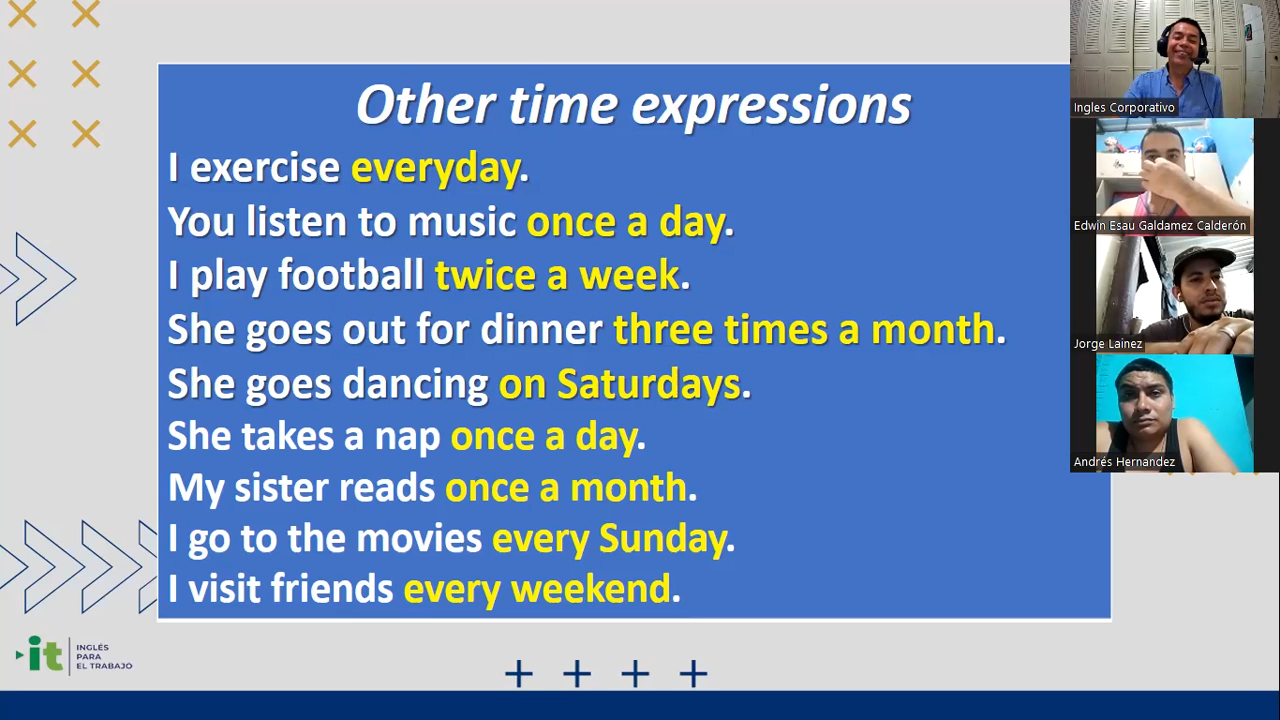 Other time expressions
I exercise everyday.
You listen to music once a day.
I play football twice a week.
She goes out for dinner three times a month.
She goes dancing on Saturdays.
She takes a nap once a day.
My sister reads once a month.
I go to the movies every Sunday.
I visit friends every weekend.
it
INGLÉS
PARA
EL TRABAJO
Ingles Corporativo
Edwin Esau Galdamez Calderón
Jorge Lainez
Andrés Hernandez